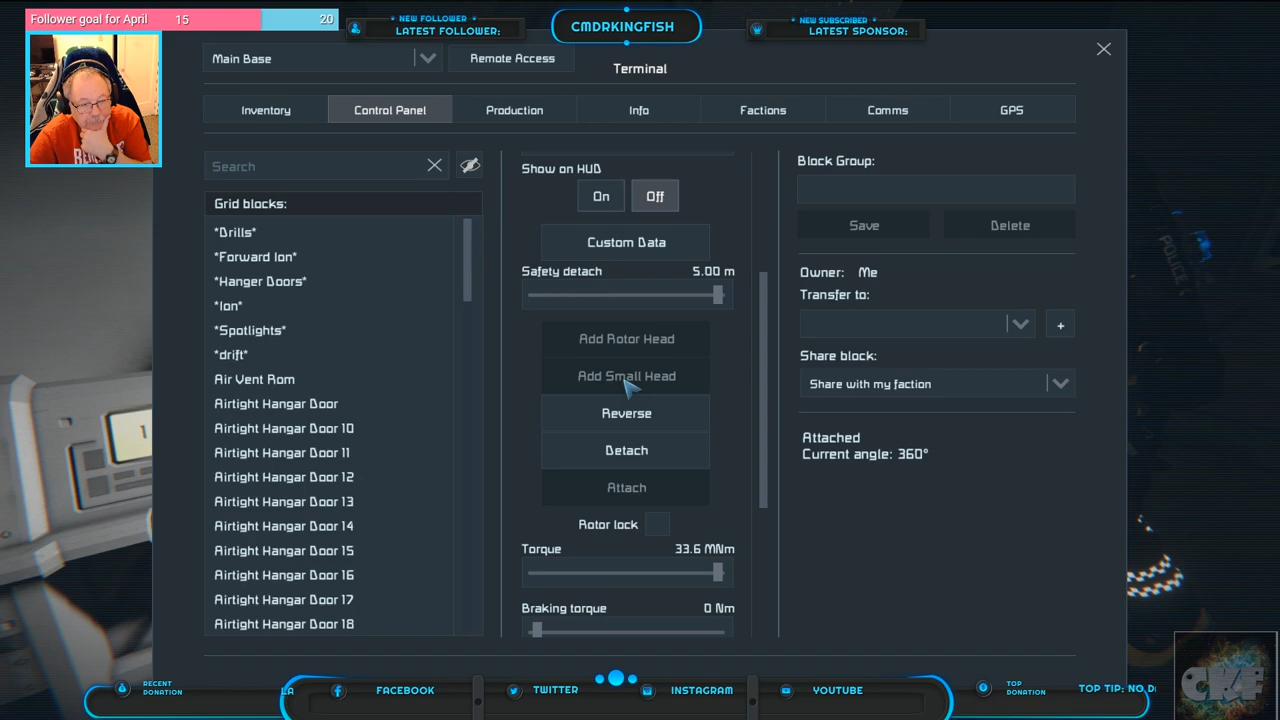 Follower goal for April 15 20
NEW FOLLOWER
LATEST FOLLOWER:
CMDRKINGFISH
NEW SUBSCRIBER
LATEST SPONSOR:
Main Base
Remote Access
Terminal
Inventory
Control Panel
Production
Info
Factions
Comms
GPS
Search
Grid blocks:
*Drills*
*Forward Ion*
*Hanger Doors*
*Ion*
*Spotlights*
*drift*
Air Vent Rom
Airtight Hangar Door
Airtight Hangar Door 10
Airtight Hangar Door 11
Airtight Hangar Door 12
Airtight Hangar Door 13
Airtight Hangar Door 14
Airtight Hangar Door 15
Airtight Hangar Door 16
Airtight Hangar Door 17
Airtight Hangar Door 18
Show on HUD
On
Off
Custom Data
Safety detach 5.00 m
Add Rotor Head
Add Small Head
Reverse
Detach
Attach
Rotor lock
Torque 33.6 MNm
Braking torque 0 Nm
Block Group:
Save
Delete
Owner: Me
Transfer to:
+
Share block:
Share with my faction
Attached
Current angle: 360°
POLICE
1
RECENT
DONATION
LA
FACEBOOK
TWITTER
INSTAGRAM
YOUTUBE
TOP
DONATION
TOP TIP: NO D
CKF